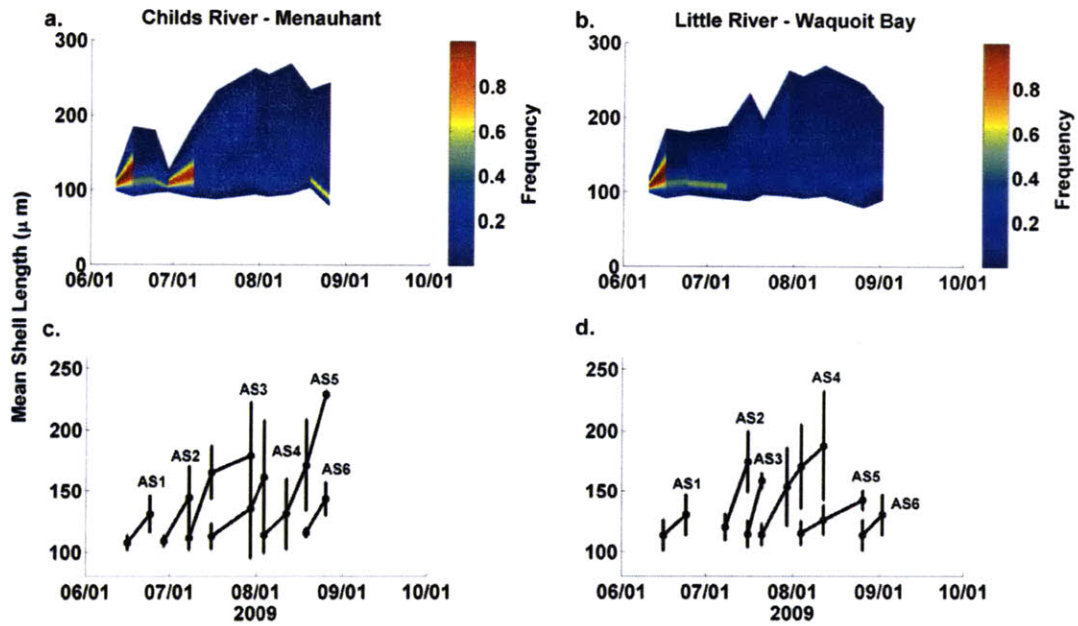 a.
Childs River - Menauhant
300
200
100
0
06/01 07/01 08/01 09/01 10/01
0.8
0.6
0.4
0.2
Frequency
b.
Little River - Waquoit Bay
300
200
100
0
06/01 07/01 08/01 09/01 10/01
0.8
0.6
0.4
0.2
Frequency
Mean Shell Length (μ m)
c.
250
200
150
100
AS1
AS2
AS3
AS4
AS5
AS6
06/01 07/01 08/01 09/01 10/01
2009
d.
250
200
150
100
AS1
AS2
AS3
AS4
AS5
AS6
06/01 07/01 08/01 09/01 10/01
2009